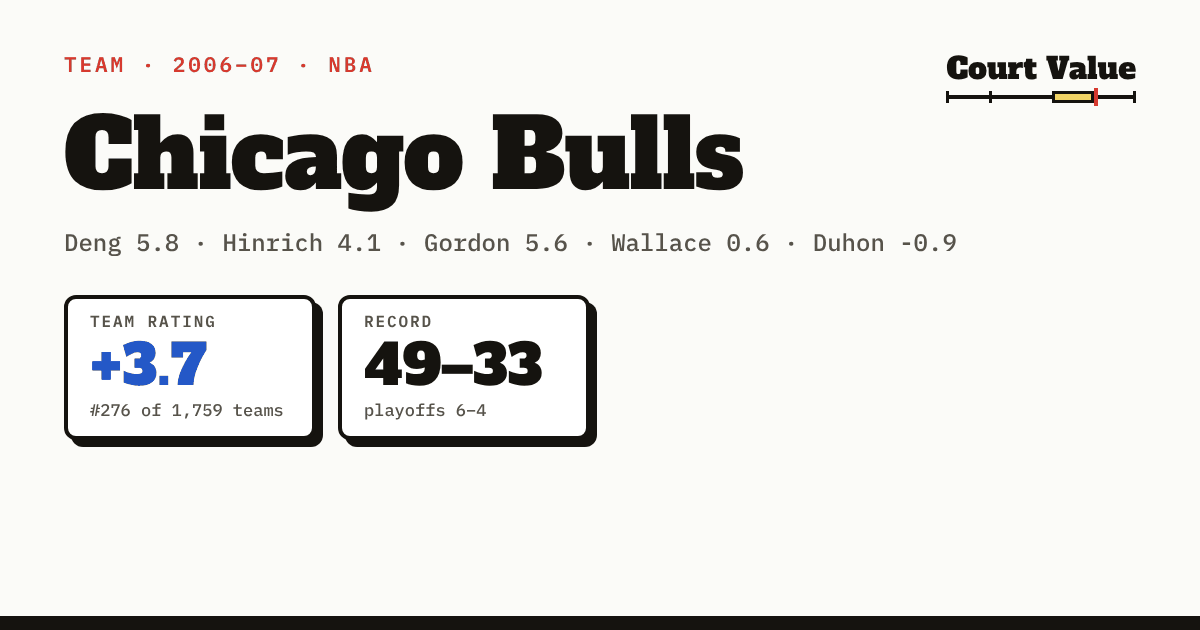 TEAM · 2006–07 · NBA
Court Value
Chicago Bulls
Deng 5.8 · Hinrich 4.1 · Gordon 5.6 · Wallace 0.6 · Duhon -0.9
TEAM RATING
+3.7
#276 of 1,759 teams
RECORD
49–33
playoffs 6–4